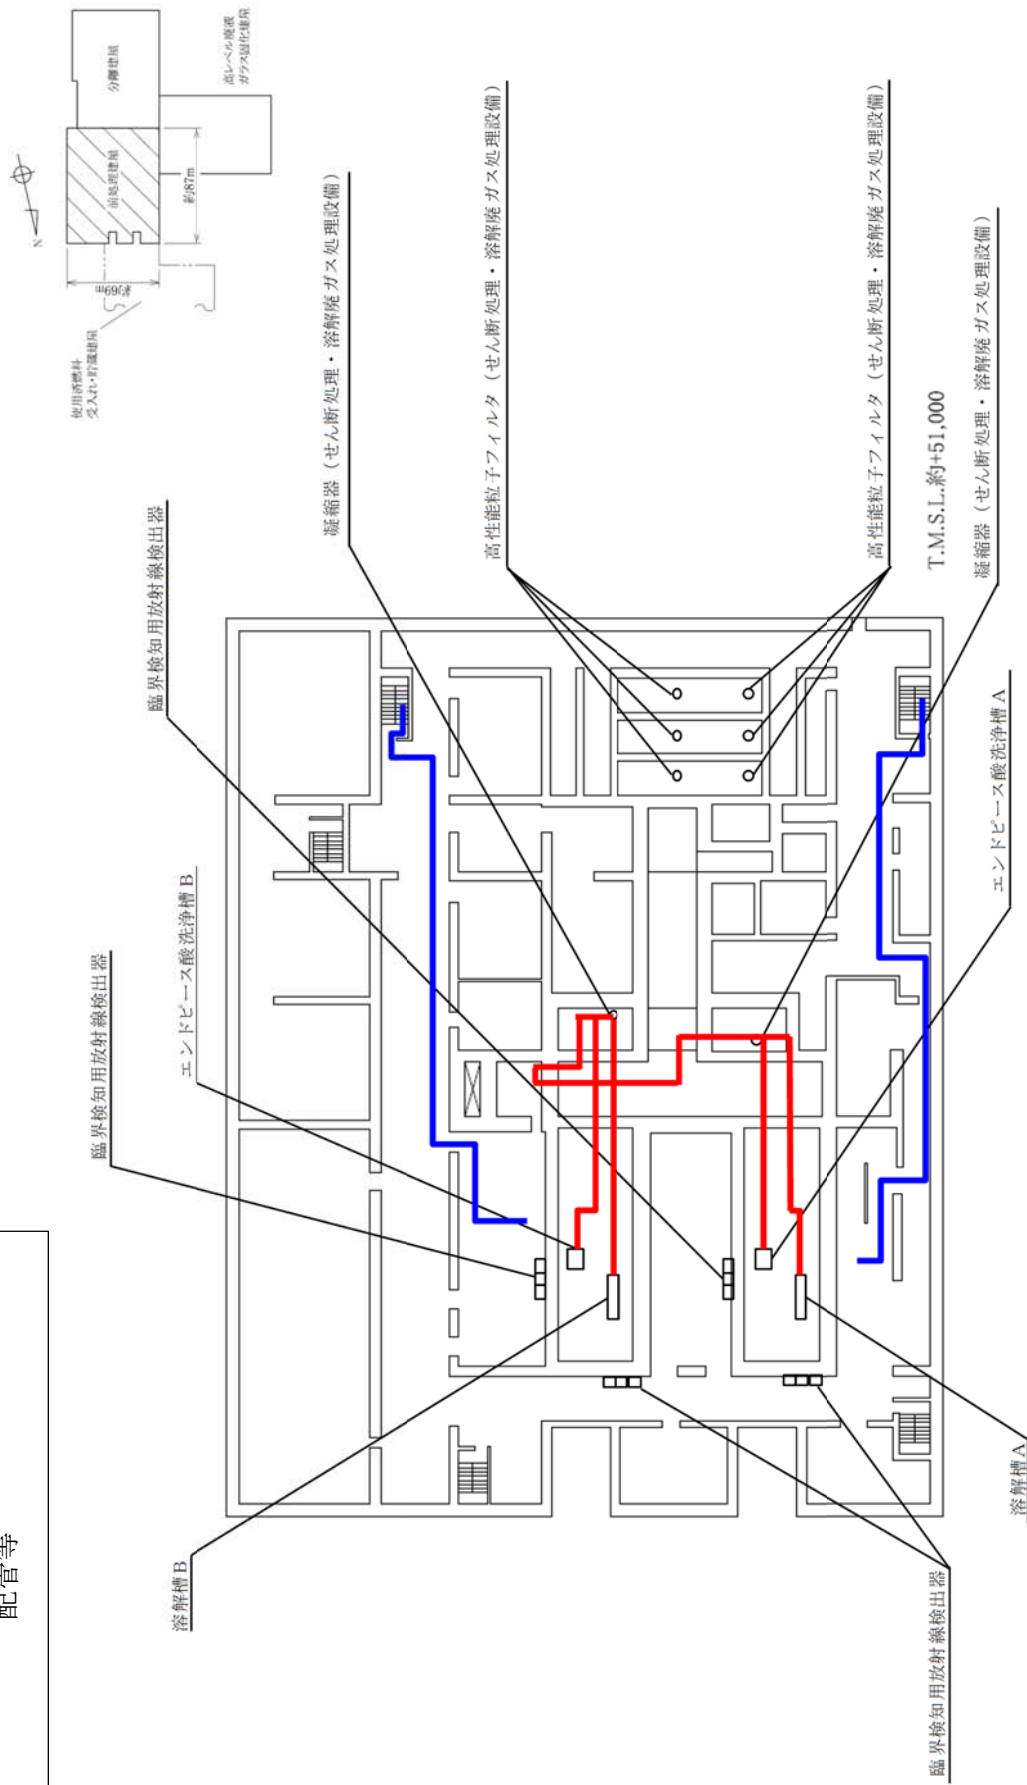 配管等
溶解槽B
臨界検知用放射線検出器
エンドピース酸洗浄槽 B
臨界検知用放射線検出器
凝縮器（せん断処理・溶解廃ガス処理設備）
高性能粒子フィルタ（せん断処理・溶解廃ガス処理設備）
高性能粒子フィルタ（せん断処理・溶解廃ガス処理設備）
T.M.S.L.約+51,000
凝縮器（せん断処理・溶解廃ガス処理設備）
エンドピース酸洗浄槽 A
溶解槽A
臨界検知用放射線検出器
N
使用済燃料
受入れ・貯蔵建屋
約69m
前処理建屋
約87m
分離建屋
高レベル廃液
ガラス固化建屋